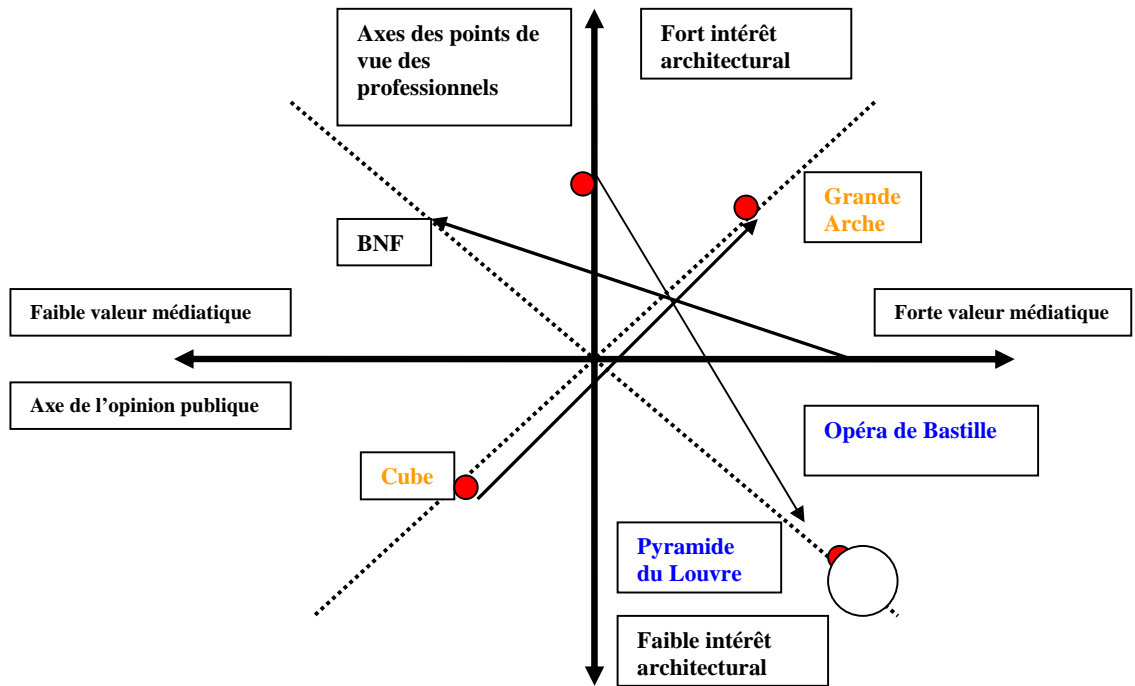 Axes des points de
vue des
professionnels
Fort intérêt
architectural
Grande
Arche
BNF
Faible valeur médiatique
Forte valeur médiatique
Axe de l'opinion publique
Opéra de Bastille
Cube
Pyramide
du Louvre
Faible intérêt
architectural